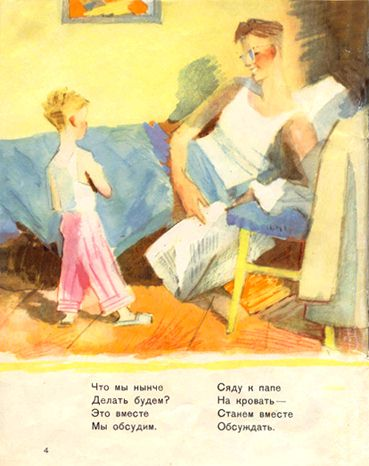 Что мы нынче
Делать будем?
Это вместе
Мы обсудим.
Сяду к папе
На кровать—
Станем вместе
Обсуждать.
4